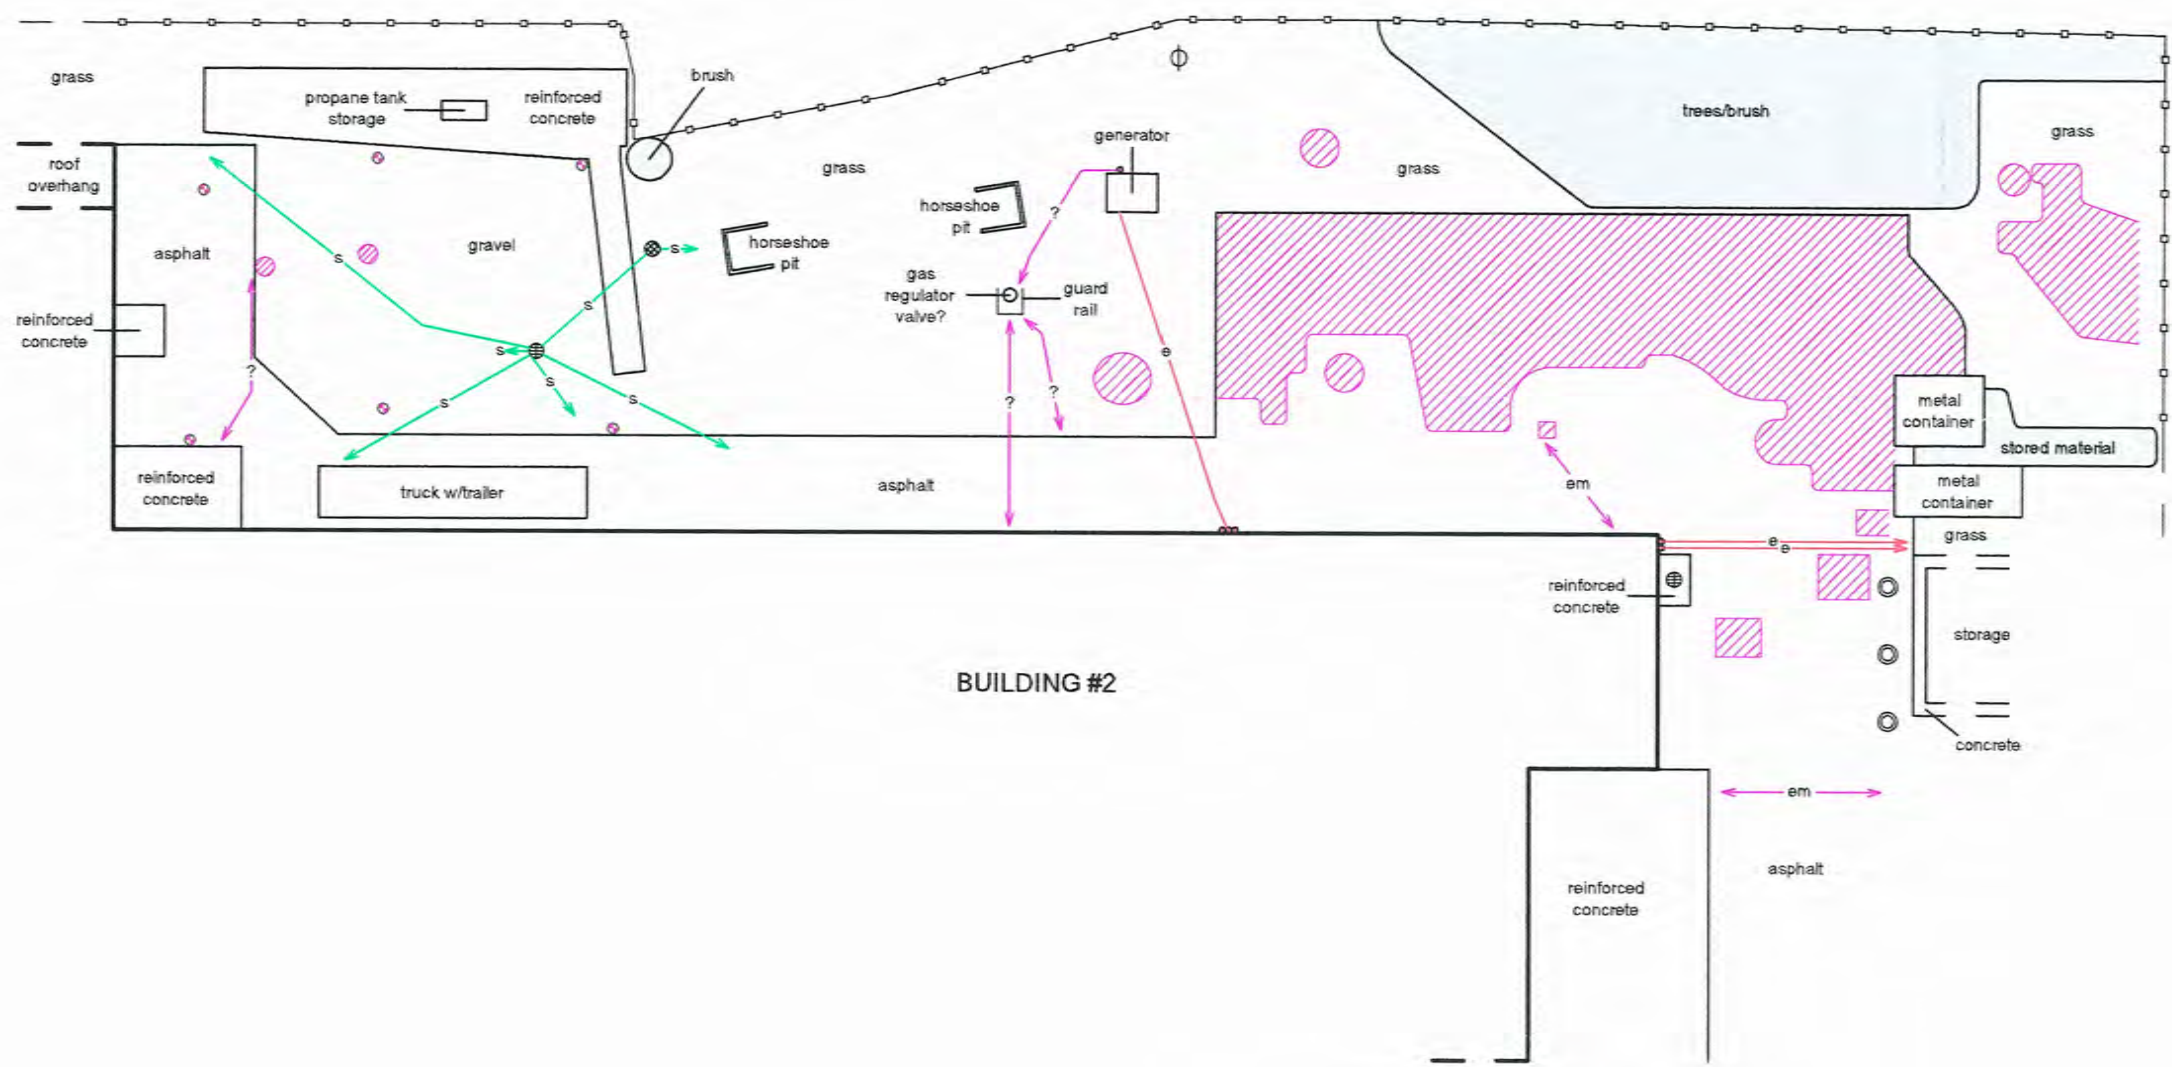 grass
brush
propane tank
storage
reinforced
concrete
trees/brush
generator
grass
roof
overhang
grass
grass
horseshoe
pit
asphalt
s
gravel
s
horseshoe
pit
?
gas
regulator
valve?
guard
rail
s
reinforced
concrete
s
s
e
?
s
s
?
?
metal
container
stored material
reinforced
concrete
truck w/trailer
asphalt
em
metal
container
grass
e
e
reinforced
concrete
storage
BUILDING #2
concrete
em
asphalt
reinforced
concrete